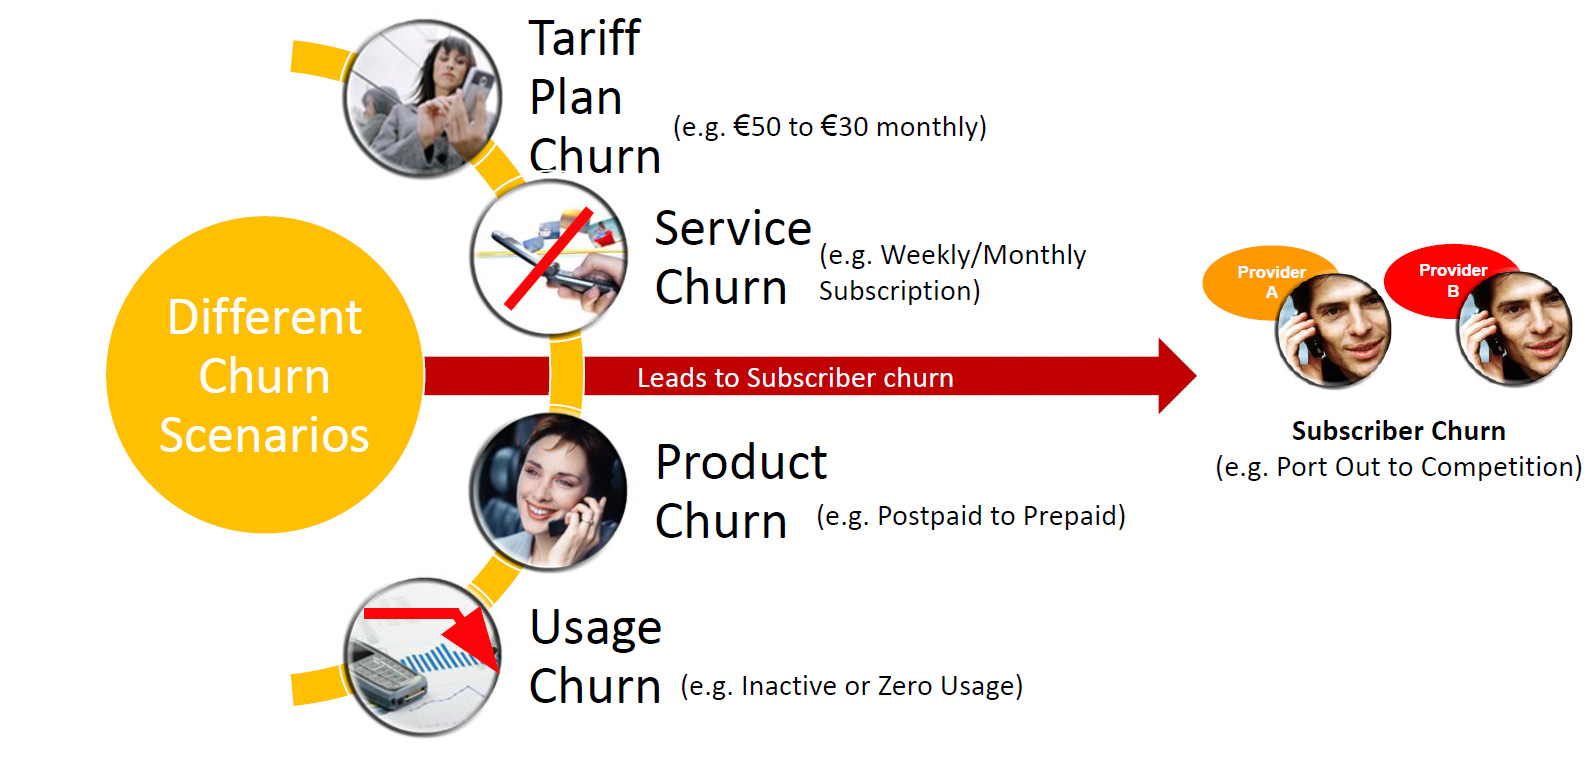 Tariff
Plan
Churn
(e.g. €50 to €30 monthly)
Service
Churn
(e.g. Weekly/Monthly
Subscription)
Different
Churn
Scenarios
Leads to Subscriber churn
Provider
A
Provider
B
Subscriber Churn
(e.g. Port Out to Competition)
Product
Churn
(e.g. Postpaid to Prepaid)
Usage
Churn
(e.g. Inactive or Zero Usage)